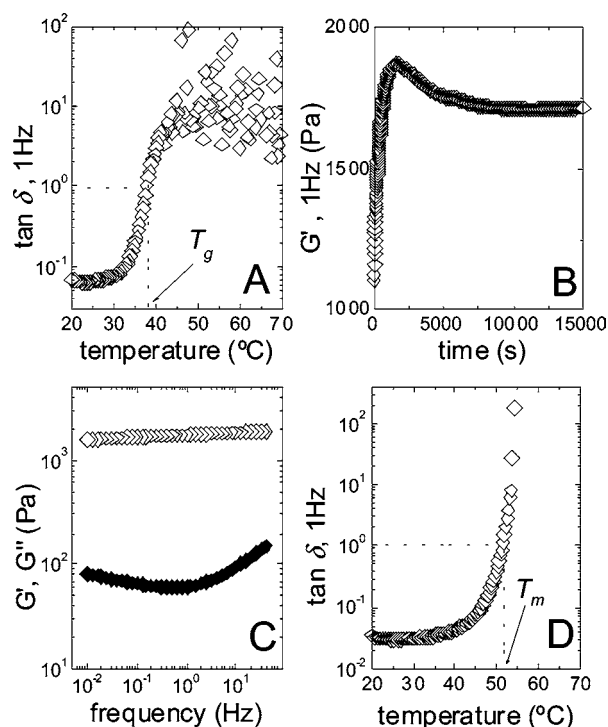 10²
10¹
10⁰
10⁻¹
tan δ, 1Hz
20 30 40 50 60 70
temperature (ºC)
T_g
A
2000
1500
1000
G', 1Hz (Pa)
0 5000 10000 15000
time (s)
B
10³
10²
10¹
G', G'' (Pa)
10⁻² 10⁻¹ 10⁰ 10¹
frequency (Hz)
C
10²
10¹
10⁰
10⁻¹
10⁻²
tan δ, 1Hz
20 30 40 50 60 70
temperature (ºC)
T_m
D